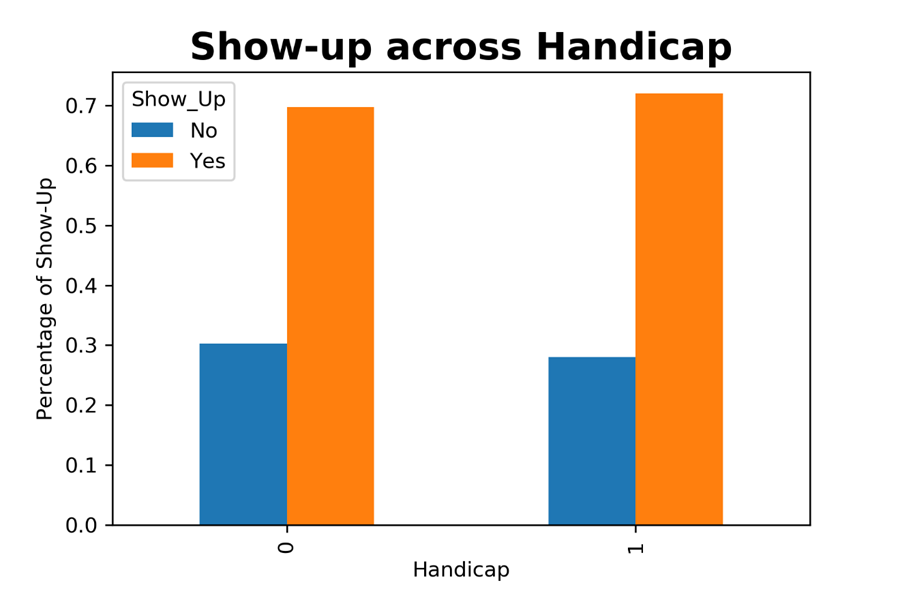 Show-up across Handicap
Show_Up
No
Yes
Percentage of Show-Up
0.7
0.6
0.5
0.4
0.3
0.2
0.1
0.0
0
1
Handicap